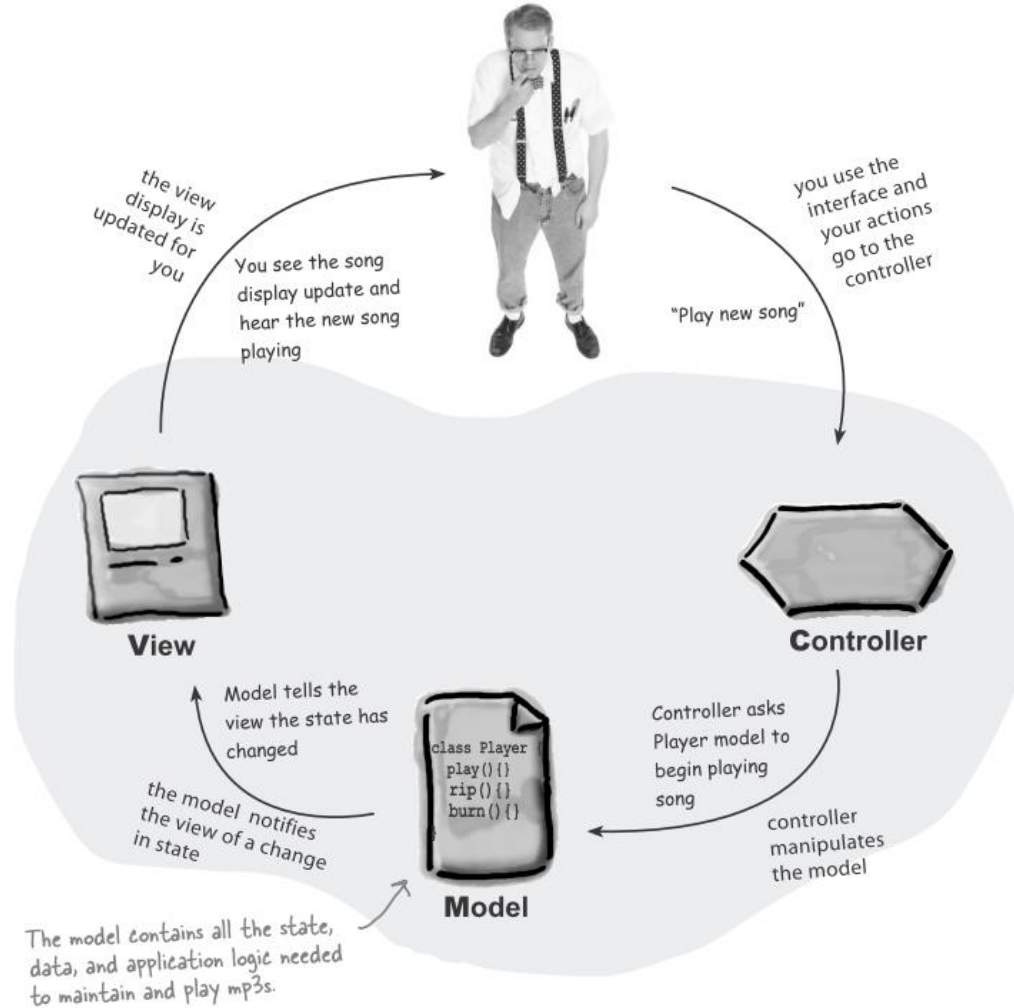 the view
display is
updated for
you
You see the song
display update and
hear the new song
playing
you use the
interface and
your actions
go to the
controller
"Play new song"
View
Controller
Model tells the
view the state has
changed
the model notifies
the view of a change
in state
class Player {
play(){}
rip(){}
burn(){}
}
Controller asks
Player model to
begin playing
song
controller
manipulates
the model
Model
The model contains all the state,
data, and application logic needed
to maintain and play mp3s.